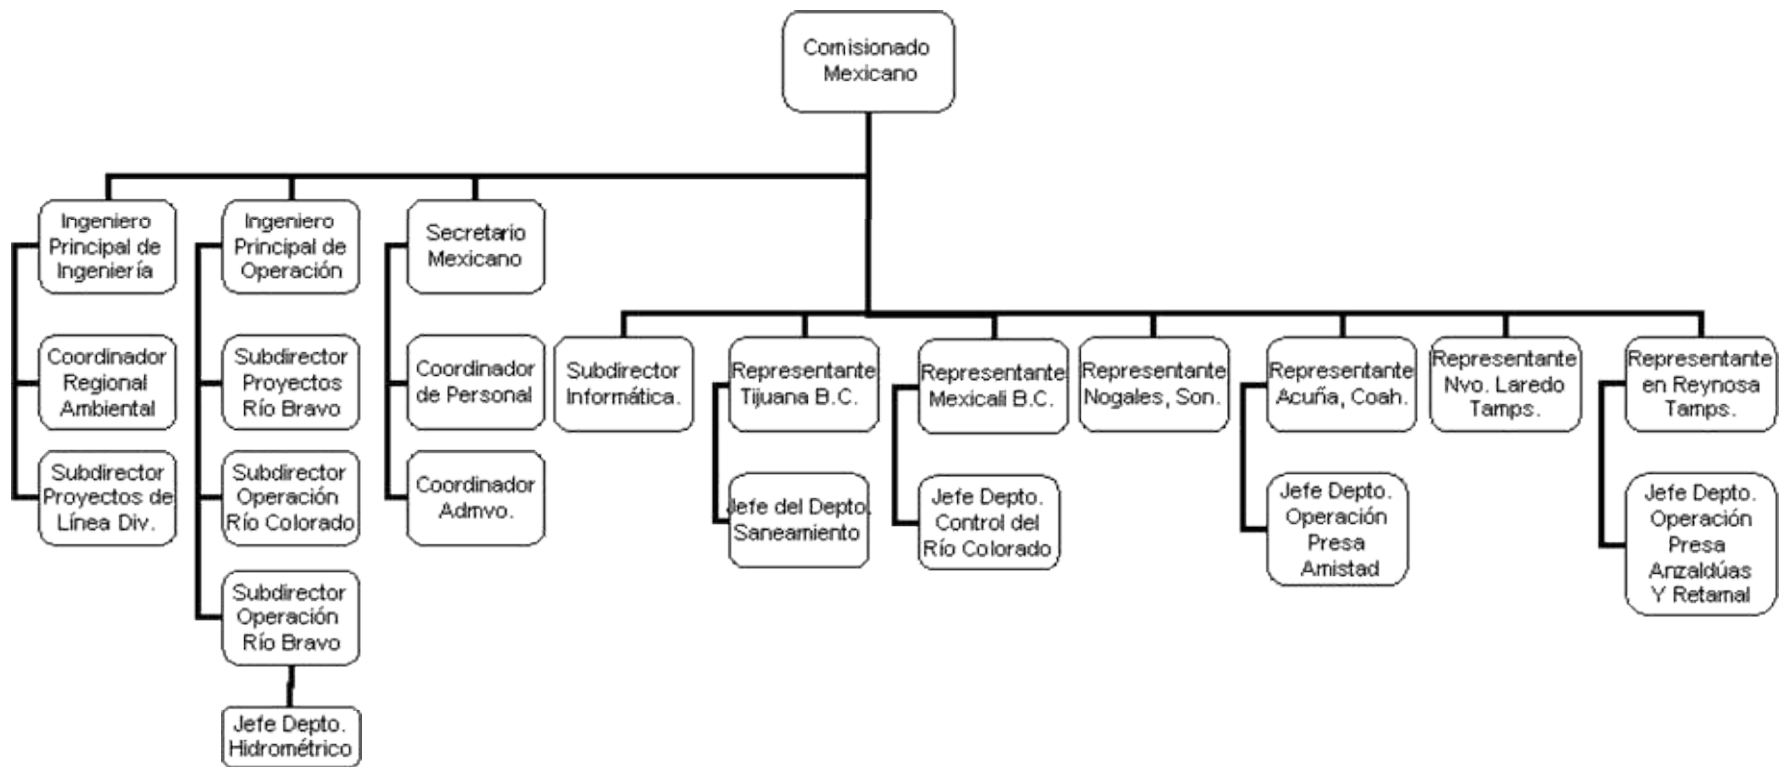 Comisionado
Mexicano
Ingeniero
Principal de
Ingeniería
Ingeniero
Principal de
Operación
Secretario
Mexicano
Coordinador
Regional
Ambiental
Subdirector
Proyectos
Río Bravo
Coordinador
de Personal
Subdirector
Informática.
Representante
Tijuana B.C.
Representante
Mexicali B.C.
Representante
Nogales, Son.
Representante
Acuña, Coah.
Representante
Nvo. Laredo
Tamps.
Representante
en Reynosa
Tamps.
Subdirector
Proyectos de
Línea Div.
Subdirector
Operación
Río Colorado
Coordinador
Admvo.
Jefe del Depto.
Saneamiento
Jefe Depto.
Control del
Río Colorado
Jefe Depto.
Operación
Presa
Amistad
Jefe Depto.
Operación
Presa
Anzaldúas
Y Retamal
Subdirector
Operación
Río Bravo
Jefe Depto.
Hidrométrico